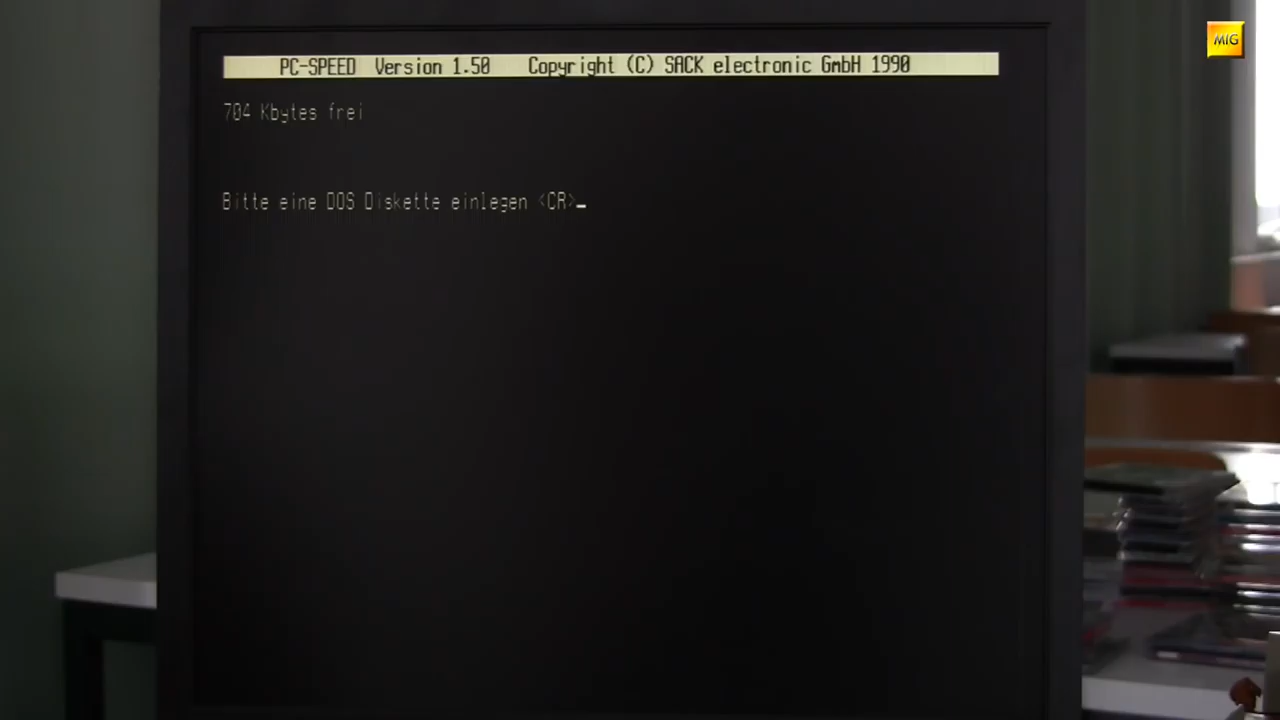 MIG
PC-SPEED Version 1.50 Copyright (C) SACK electronic GmbH 1990
704 Kbytes frei
Bitte eine DOS Diskette einlegen <CR>_